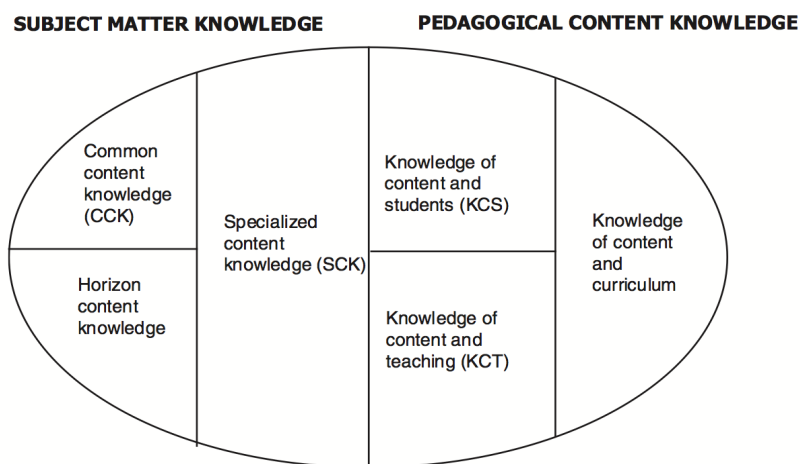 SUBJECT MATTER KNOWLEDGE
PEDAGOGICAL CONTENT KNOWLEDGE
Common
content
knowledge
(CCK)
Horizon
content
knowledge
Specialized
content
knowledge (SCK)
Knowledge of
content and
students (KCS)
Knowledge of
content and
teaching (KCT)
Knowledge
of content
and
curriculum